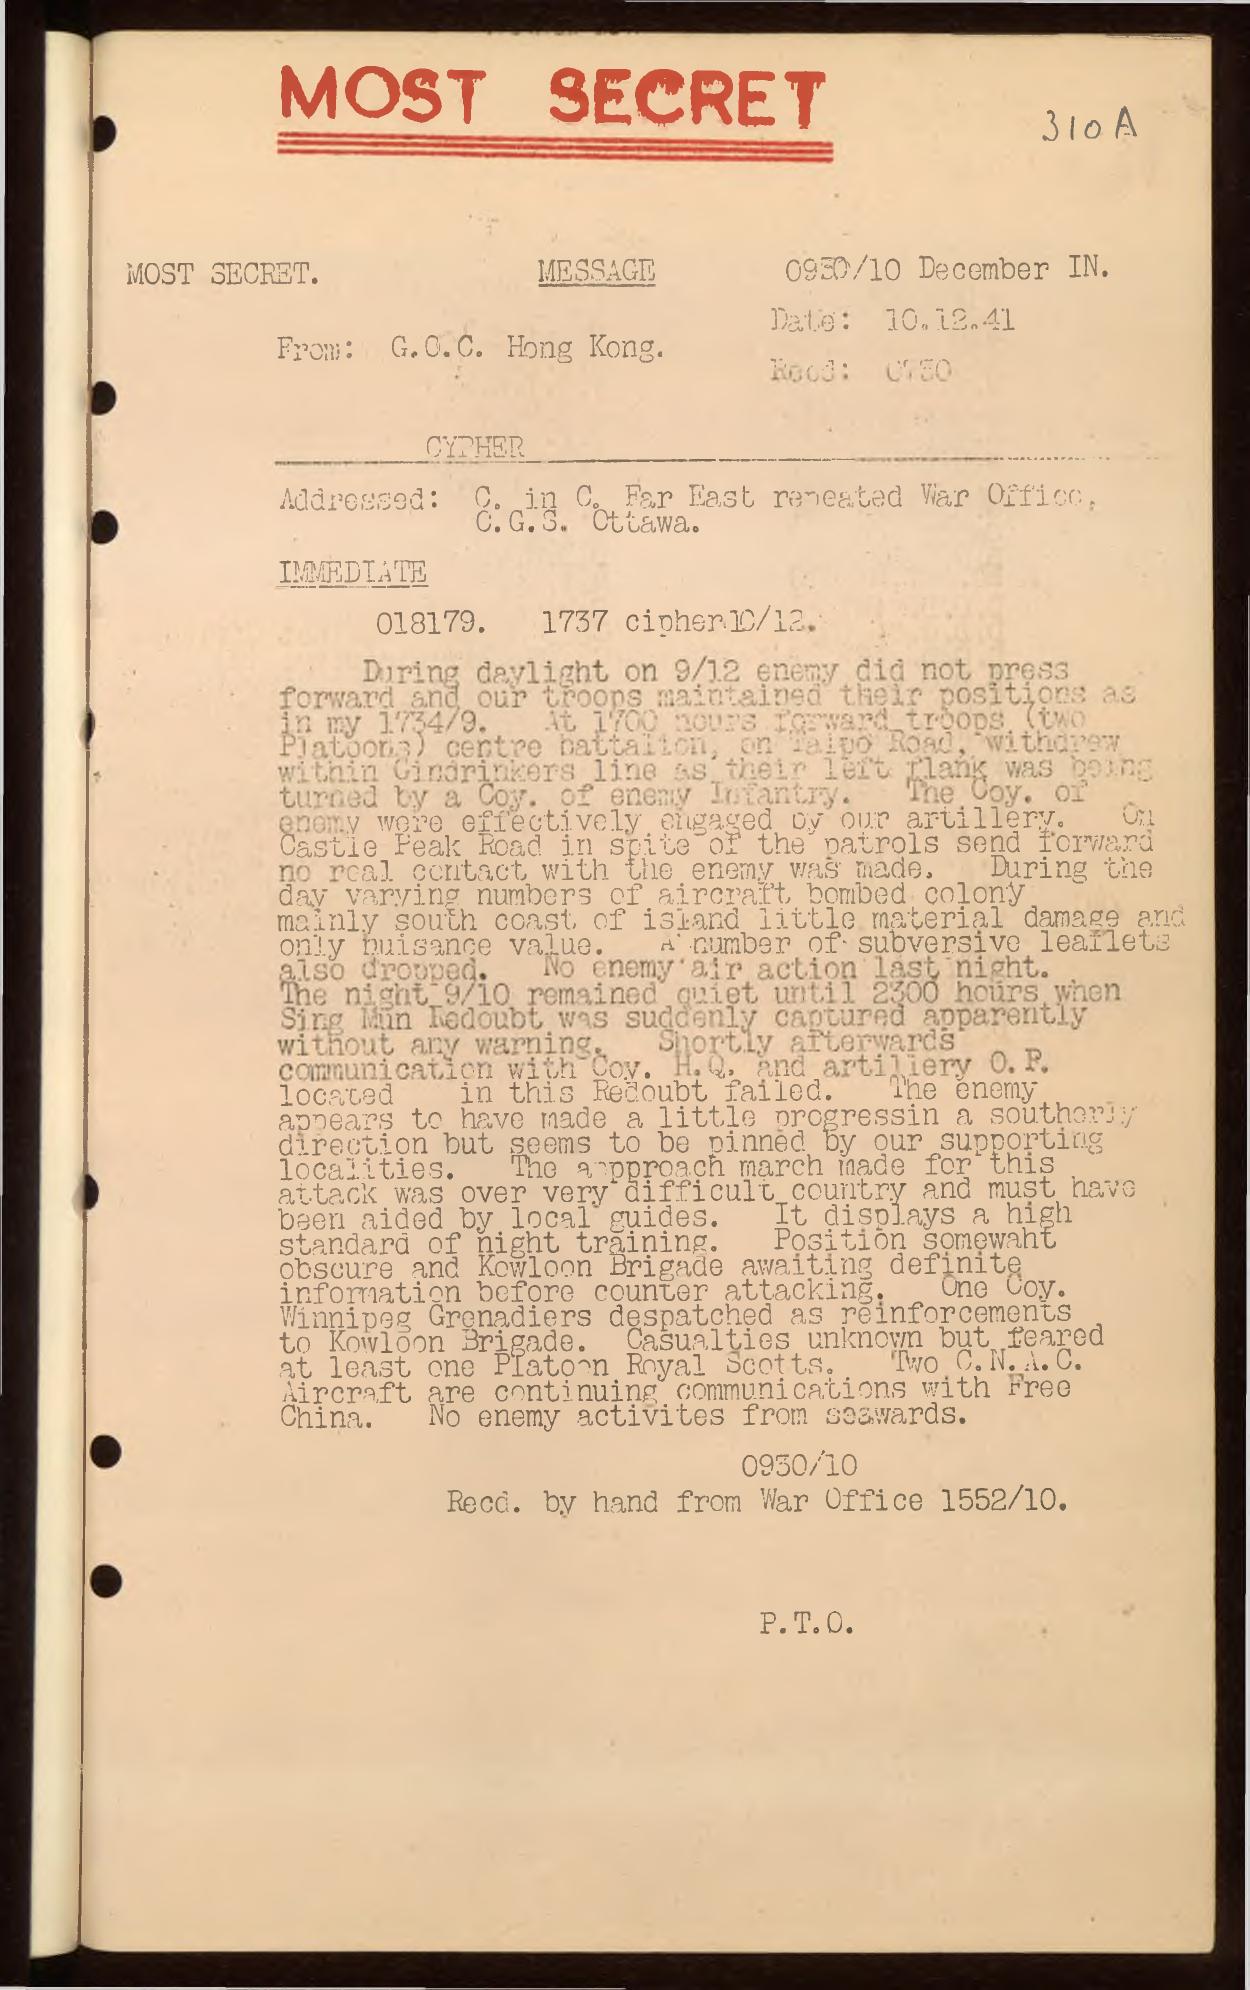 MOST SECRET
310A
MOST SECRET. MESSAGE 0930/10 December IN.
Date: 10.12.41
From: G.O.C. Hong Kong.
Recd: 0730
CYPHER
Addressed: C. in C. Far East repeated War Office,
C.G.S. Ottawa.
IMMEDIATE
018179. 1737 cipher 10/12.
During daylight on 9/12 enemy did not press
forward and our troops maintained their positions as
in my 1734/9. At 1700 hours forward troops (two
Platoons) centre battalion, on Taipo Road, withdrew
within Gindrinkers line as their left flank was being
turned by a Coy. of enemy Infantry. The Coy. of
enemy were effectively engaged by our artillery. On
Castle Peak Road in spite of the patrols send forward
no real contact with the enemy was made. During the
day varying numbers of aircraft bombed colony
mainly south coast of island little material damage and
only nuisance value. A number of subversive leaflets
also dropped. No enemy air action last night.
The night 9/10 remained quiet until 2300 hours when
Sing Mun Redoubt was suddenly captured apparently
without any warning. Shortly afterwards
communication with Coy. H.Q. and artillery O.P.
located in this Redoubt failed. The enemy
appears to have made a little progressin a southerly
direction but seems to be pinned by our supporting
localities. The approach march made for this
attack was over very difficult country and must have
been aided by local guides. It displays a high
standard of night training. Position somewaht
obscure and Kowloon Brigade awaiting definite
information before counter attacking. One Coy.
Winnipeg Grenadiers despatched as reinforcements
to Kowloon Brigade. Casualties unknown but feared
at least one Platoon Royal Scotts. Two C.N.A.C.
Aircraft are continuing communications with Free
China. No enemy activites from seawards.
0930/10
Recd. by hand from War Office 1552/10.
P.T.O.